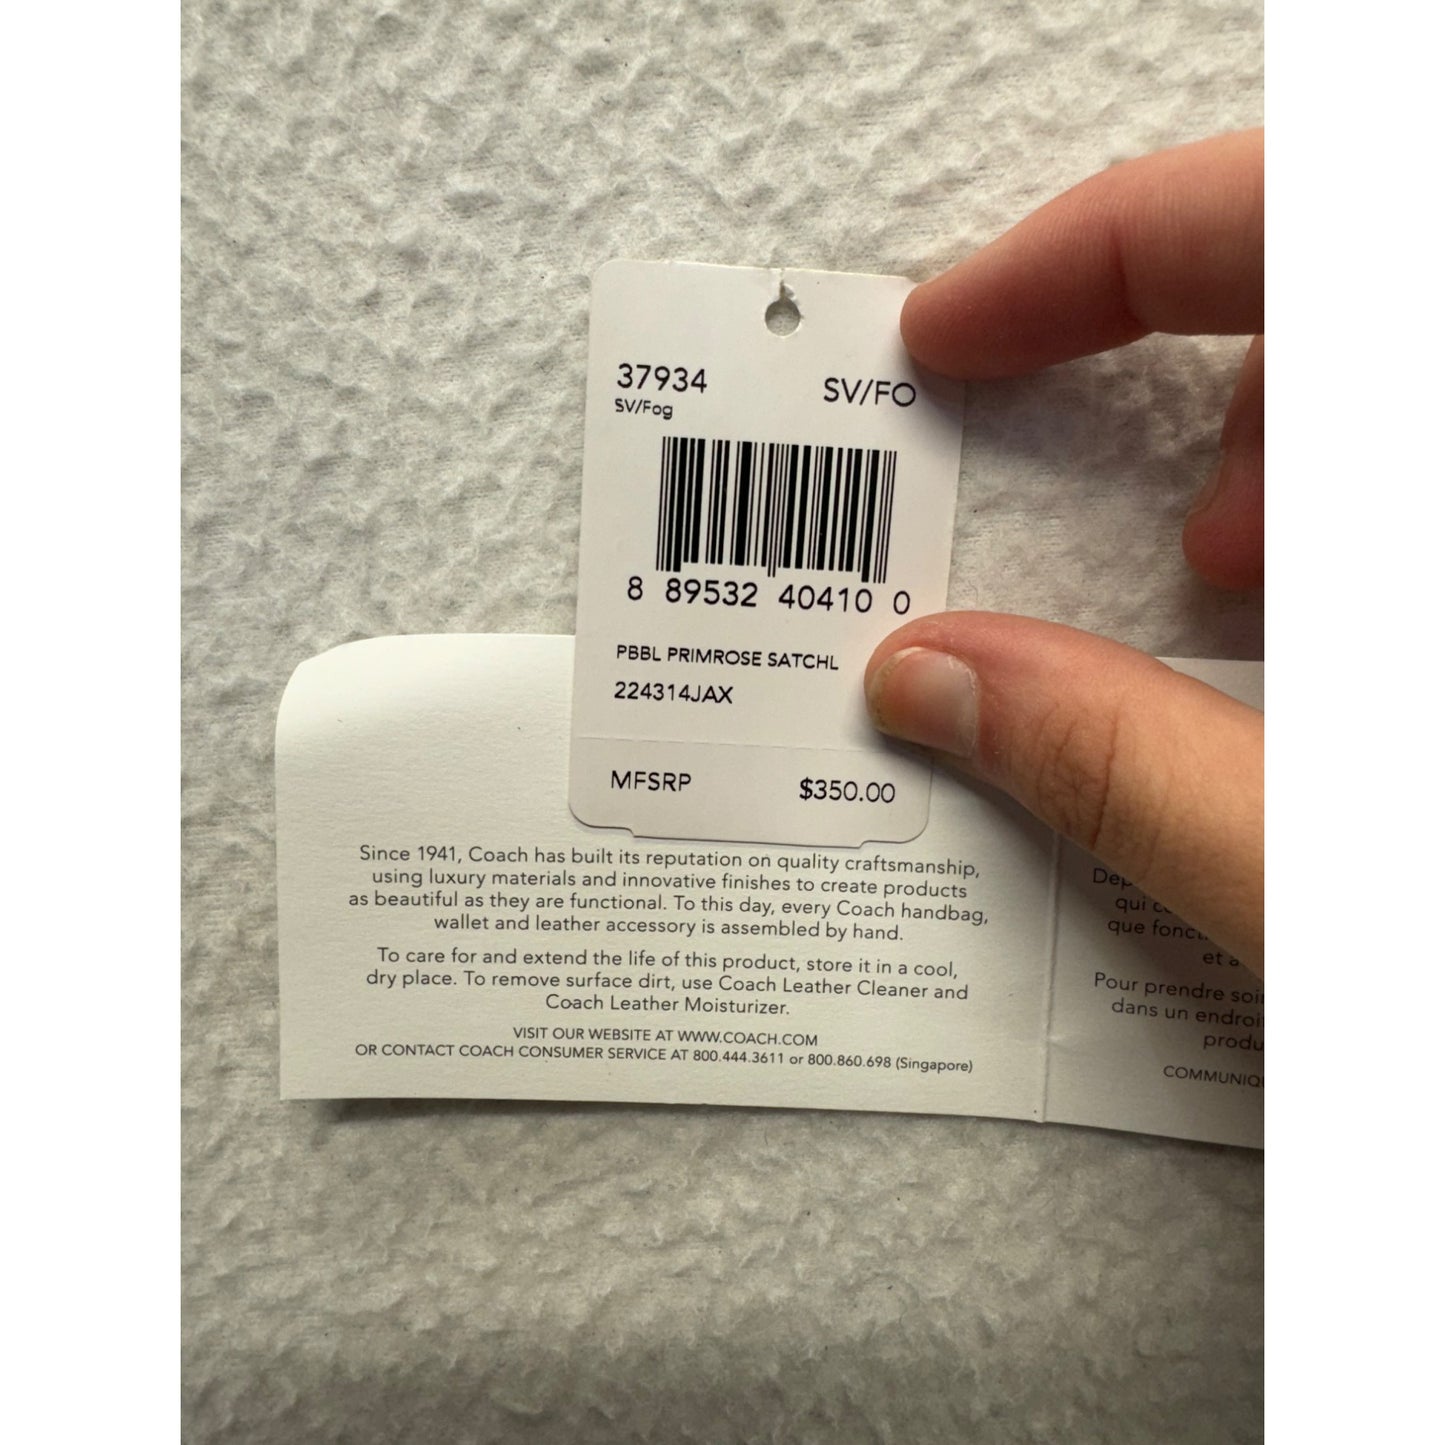 37934 SV/FO
SV/Fog
8 89532 40410 0
PBBL PRIMROSE SATCHL
224314JAX
MFSRP $350.00
Since 1941, Coach has built its reputation on quality craftsmanship,
using luxury materials and innovative finishes to create products
as beautiful as they are functional. To this day, every Coach handbag,
wallet and leather accessory is assembled by hand.
To care for and extend the life of this product, store it in a cool,
dry place. To remove surface dirt, use Coach Leather Cleaner and
Coach Leather Moisturizer.
VISIT OUR WEBSITE AT WWW.COACH.COM
OR CONTACT COACH CONSUMER SERVICE AT 800.444.3611 or 800.860.698 (Singapore)
qui
que
et
Pour prendre
dans un